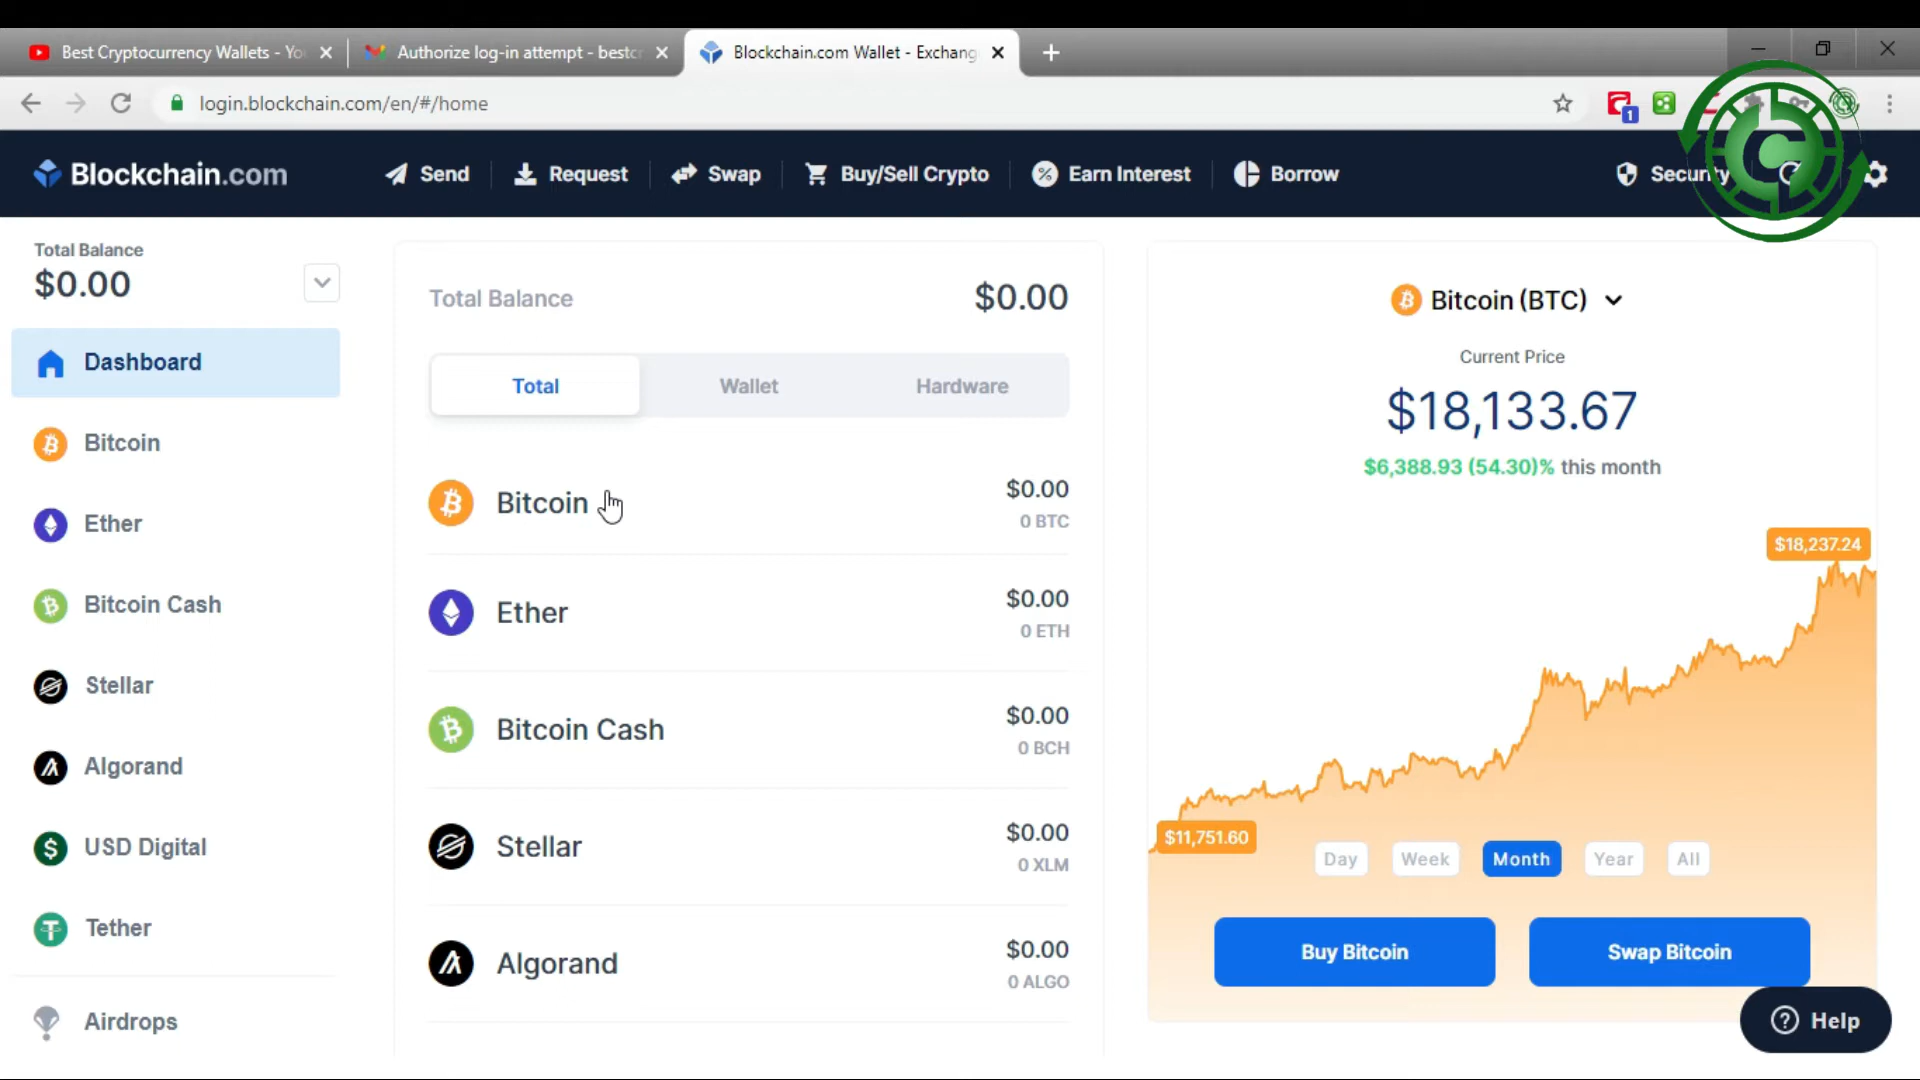 Best Cryptocurrency Wallets - Yo
Authorize log-in attempt - bestc
Blockchain.com Wallet - Exchang
login.blockchain.com/en/#/home
1
Blockchain.com
Send
Request
Swap
Buy/Sell Crypto
Earn Interest
Borrow
Security
Total Balance
$0.00
Dashboard
Bitcoin
Ether
Bitcoin Cash
Stellar
Algorand
USD Digital
Tether
Airdrops
Total Balance
$0.00
Total
Wallet
Hardware
Bitcoin
$0.00
0 BTC
Ether
$0.00
0 ETH
Bitcoin Cash
$0.00
0 BCH
Stellar
$0.00
0 XLM
Algorand
$0.00
0 ALGO
Bitcoin (BTC)
Current Price
$18,133.67
$6,388.93 (54.30)% this month
$18,237.24
$11,751.60
Day
Week
Month
Year
All
Buy Bitcoin
Swap Bitcoin
Help